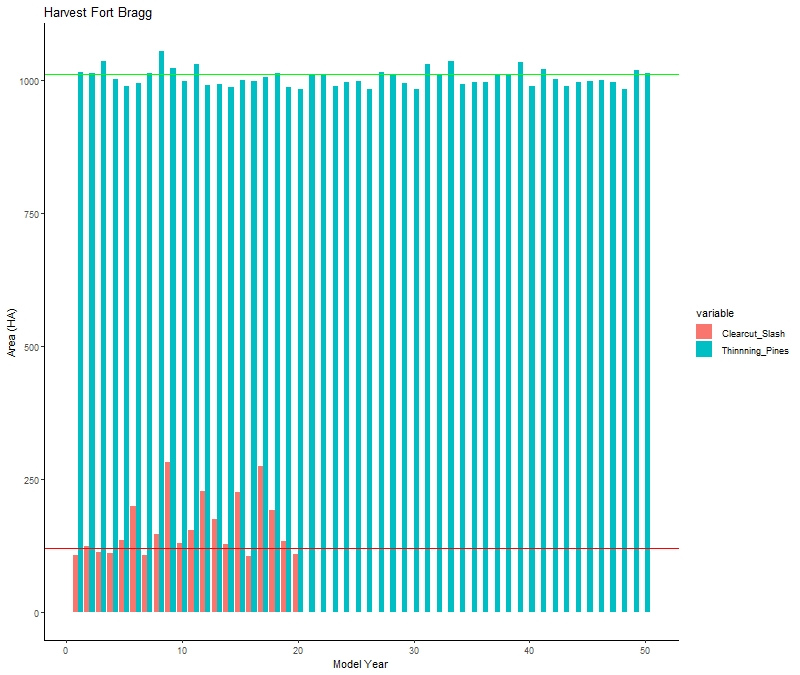 Harvest Fort Bragg
1000
750
500
250
0
Area (HA)
0 10 20 30 40 50
Model Year
variable
Clearcut_Slash
Thinnning_Pines